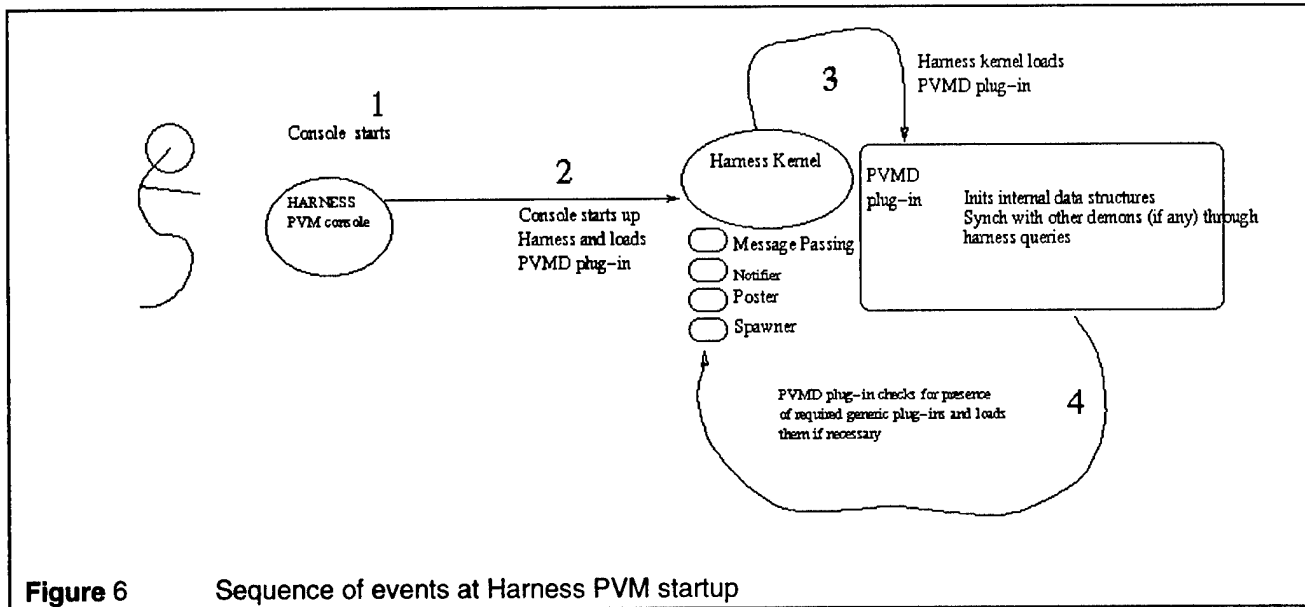 1
Console starts
HARNESS
PVM console
2
Console starts up
Harness and loads
PVMD plug-in
3
Harness kernel loads
PVMD plug-in
Harness Kernel
Message Passing
Notifier
Poster
Spawner
PVMD
plug-in
Inits internal data structures
Synch with other demons (if any) through
harness queries
4
PVMD plug-in checks for presence
of required generic plug-ins and loads
them if necessary
Figure 6 Sequence of events at Harness PVM startup